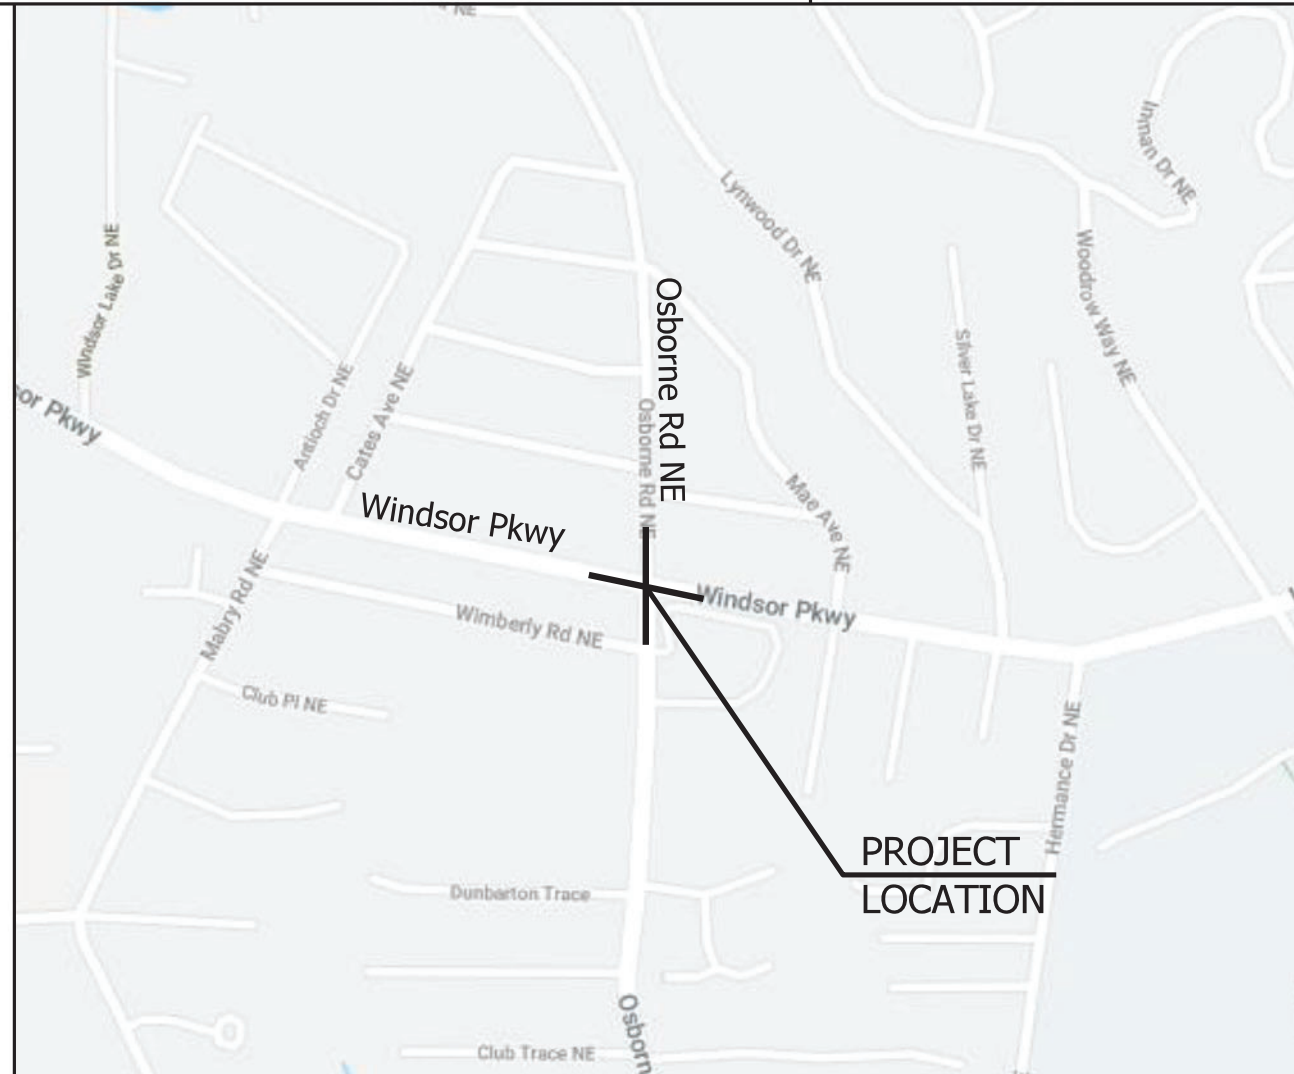 NE
Inman Dr NE
Lynwood Dr NE
Windsor Lake Dr NE
Woodrow Way NE
Osborne Rd NE
Silver Lake Dr NE
Antioch Dr NE
Cates Ave NE
sor Pkwy
Osborne Rd NE
Mae Ave NE
Windsor Pkwy
Windsor Pkwy
Mabry Rd NE
Wimberly Rd NE
Club Pl NE
Hermance Dr NE
PROJECT
LOCATION
Dunbarton Trace
Osborn
Club Trace NE